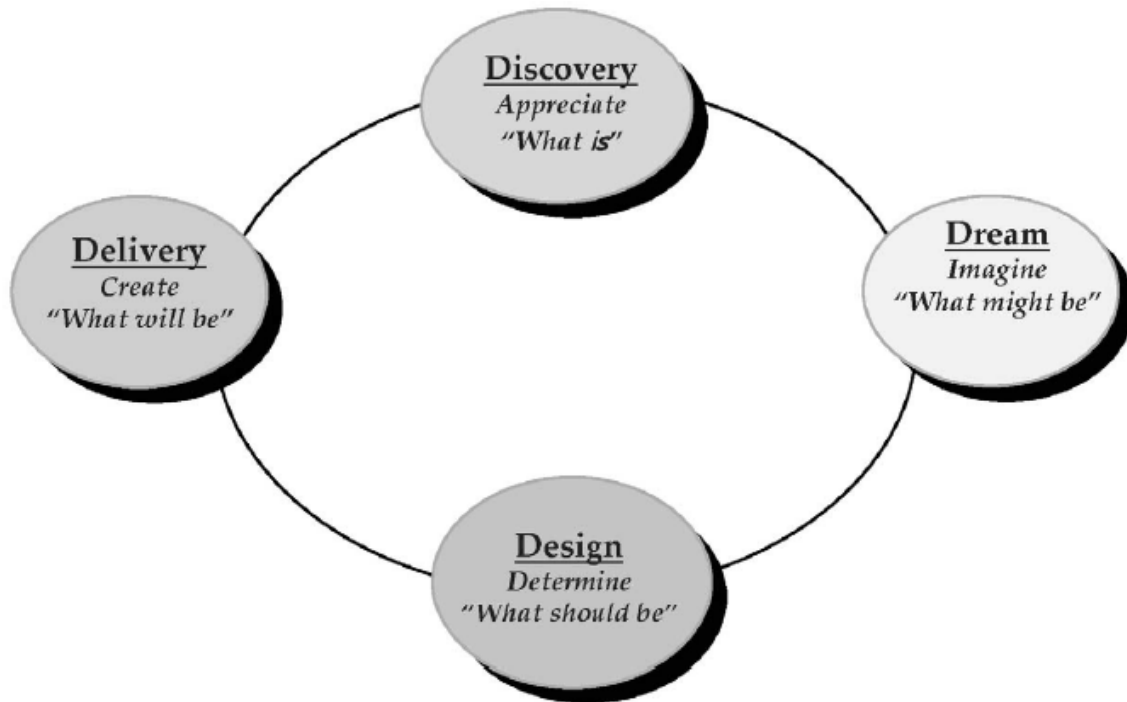 Discovery
Appreciate
“What is”
Dream
Imagine
“What might be”
Design
Determine
“What should be”
Delivery
Create
“What will be”